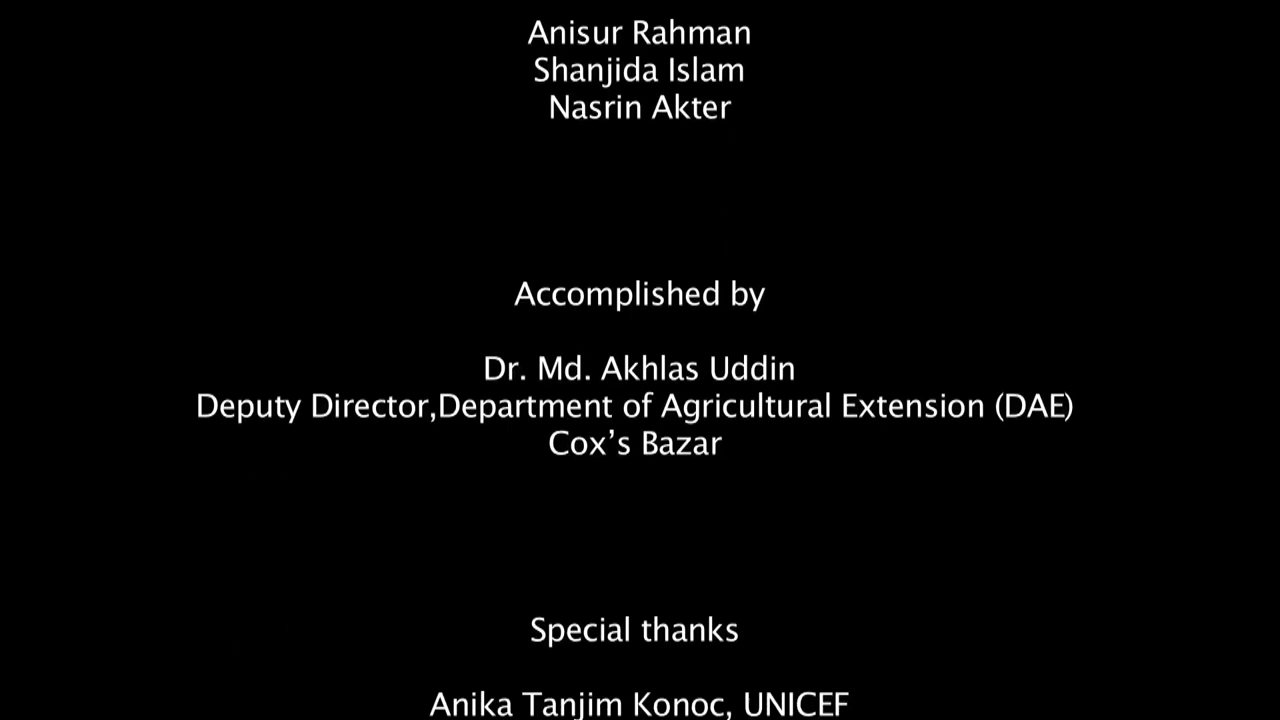 Anisur Rahman
Shanjida Islam
Nasrin Akter
Accomplished by
Dr. Md. Akhlas Uddin
Deputy Director,Department of Agricultural Extension (DAE)
Cox’s Bazar
Special thanks
Anika Tanjim Konoc, UNICEF